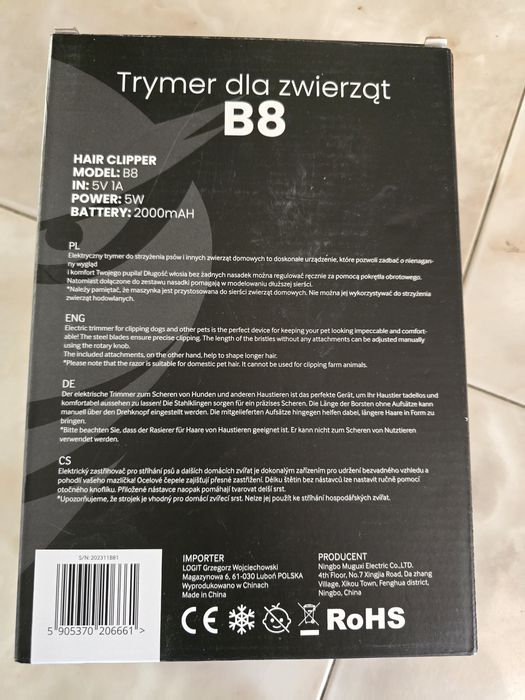 Trymer dla zwierząt
B8
HAIR CLIPPER
MODEL: B8
IN: 5V 1A
POWER: 5W
BATTERY: 2000mAH
PL
Elektryczny trymer do strzyżenia psów i innych zwierząt domowych to doskonałe urządzenie, które pozwoli zadbać o nienagan-
ny wygląd
i komfort Twojego pupila! Długość włosia bez żadnych nasadek można regulować ręcznie za pomocą pokrętła obrotowego.
Natomiast dołączone do zestawu nasadki pomagają w modelowaniu dłuższej sierści.
*Należy pamiętać, że maszynka jest przystosowana do sierści zwierząt domowych. Nie można jej wykorzystywać do strzyżenia
zwierząt hodowlanych.
ENG
Electric trimmer for clipping dogs and other pets is the perfect device for keeping your pet looking impeccable and comfort-
able! The steel blades ensure precise clipping. The length of the bristles without any attachments can be adjusted manually
using the rotary knob.
The included attachments, on the other hand, help to shape longer hair.
*Please note that the razor is suitable for domestic pet hair. It cannot be used for clipping farm animals.
DE
Der elektrische Trimmer zum Scheren von Hunden und anderen Haustieren ist das perfekte Gerät, um Ihr Haustier tadellos und
komfortabel aussehen zu lassen! Die Stahlklingen sorgen für ein präzises Scheren. Die Länge der Borsten ohne Aufsätze kann
manuell über den Drehknopf eingestellt werden. Die mitgelieferten Aufsätze hingegen helfen dabei, längere Haare in Form zu
bringen.
*Bitte beachten Sie, dass der Rasierer für Haare von Haustieren geeignet ist. Er kann nicht zum Scheren von Nutztieren
verwendet werden.
CS
Elektrický zastřihovač pro stříhání psů a dalších domácích zvířat je dokonalým zařízením pro udržení bezvadného vzhledu a
pohodlí vašeho mazlíčka! Ocelové čepele zajišťují přesné zastřižení. Délku štětin bez nástavců lze nastavit ručně pomocí
otočného knoflíku. Přiložené nástavce naopak pomáhají tvarovat delší srst.
*Upozorňujeme, že strojek je vhodný pro domácí zvířecí srst. Nelze jej použít ke stříhání hospodářských zvířat.
S/N: 202311B81
5 905370 206661 >
IMPORTER
LOGIT Grzegorz Wojciechowski
Magazynowa 6, 61-030 Luboń POLSKA
Wyprodukowano w Chinach
Made in China
PRODUCENT
Ningbo Muguxi Electric Co.,LTD.
4th Floor, No.7 Xingjia Road, Da zhang
Village, Xikou Town, Fenghua district,
Ningbo, China
CE RoHS